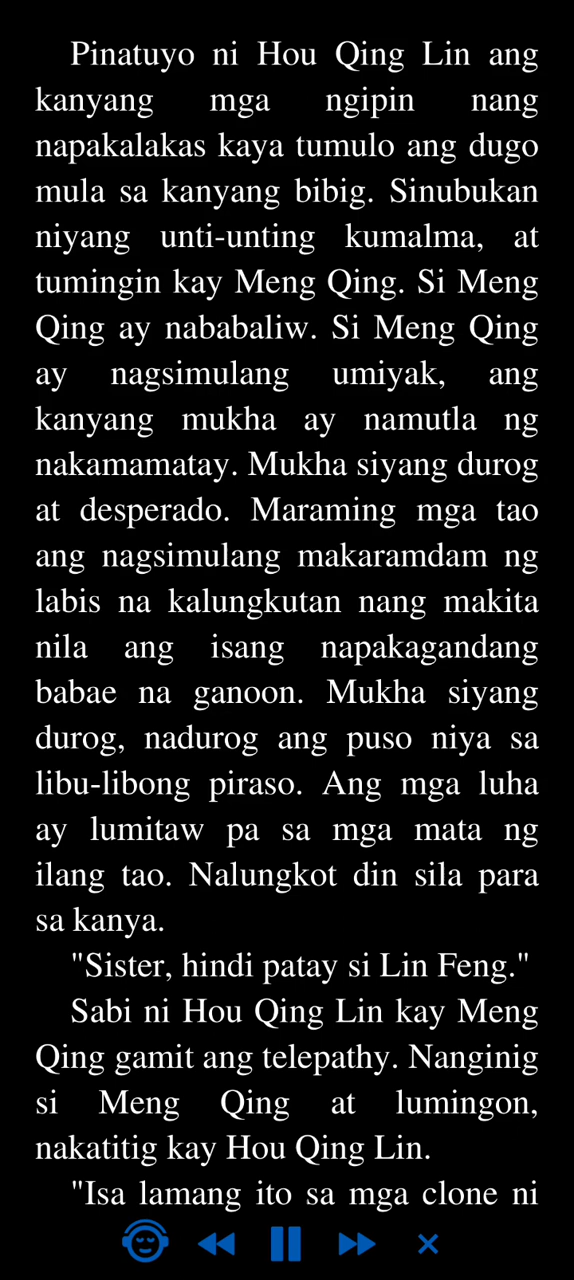 Pinatuyo ni Hou Qing Lin ang
kanyang mga ngipin nang
napakalakas kaya tumulo ang dugo
mula sa kanyang bibig. Sinubukan
niyang unti-unting kumalma, at
tumingin kay Meng Qing. Si Meng
Qing ay nababaliw. Si Meng Qing
ay nagsimulang umiyak, ang
kanyang mukha ay namutla ng
nakamamatay. Mukha siyang durog
at desperado. Maraming mga tao
ang nagsimulang makaramdam ng
labis na kalungkutan nang makita
nila ang isang napakagandang
babae na ganoon. Mukha siyang
durog, nadurog ang puso niya sa
libu-libong piraso. Ang mga luha
ay lumitaw pa sa mga mata ng
ilang tao. Nalungkot din sila para
sa kanya.
"Sister, hindi patay si Lin Feng."
Sabi ni Hou Qing Lin kay Meng
Qing gamit ang telepathy. Nanginig
si Meng Qing at lumingon,
nakatitig kay Hou Qing Lin.
"Isa lamang ito sa mga clone ni